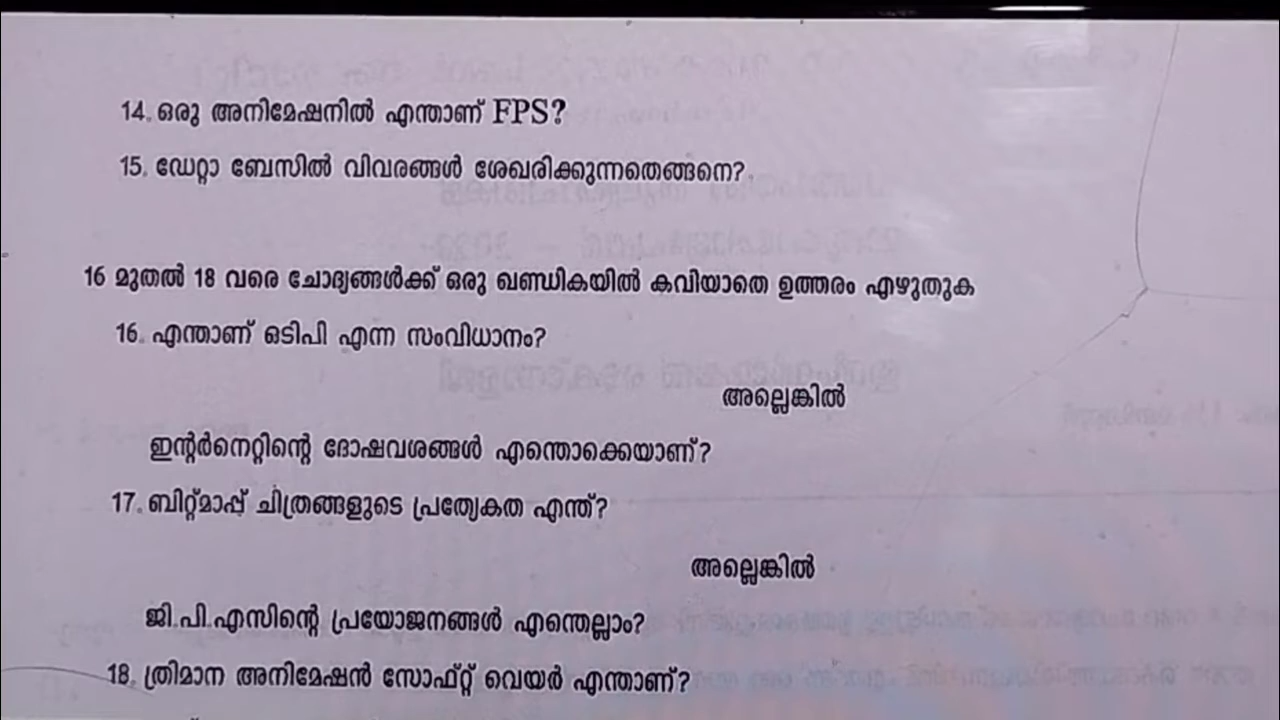 14. ഒരു അനിമേഷനിൽ എന്താണ് FPS?
15. ഡേറ്റാ ബേസിൽ വിവരങ്ങൾ ശേഖരിക്കുന്നതെങ്ങനെ?
16 മുതൽ 18 വരെ ചോദ്യങ്ങൾക്ക് ഒരു ഖണ്ഡികയിൽ കവിയാതെ ഉത്തരം എഴുതുക
16. എന്താണ് ഒടിപി എന്ന സംവിധാനം?
അല്ലെങ്കിൽ
ഇന്റർനെറ്റിന്റെ ദോഷവശങ്ങൾ എന്തൊക്കെയാണ്?
17. ബിറ്റ്മാപ്പ് ചിത്രങ്ങളുടെ പ്രത്യേകത എന്ത്?
അല്ലെങ്കിൽ
ജി.പി.എസിന്റെ പ്രയോജനങ്ങൾ എന്തെല്ലാം?
18. ത്രിമാന അനിമേഷൻ സോഫ്റ്റ് വെയർ എന്താണ്?